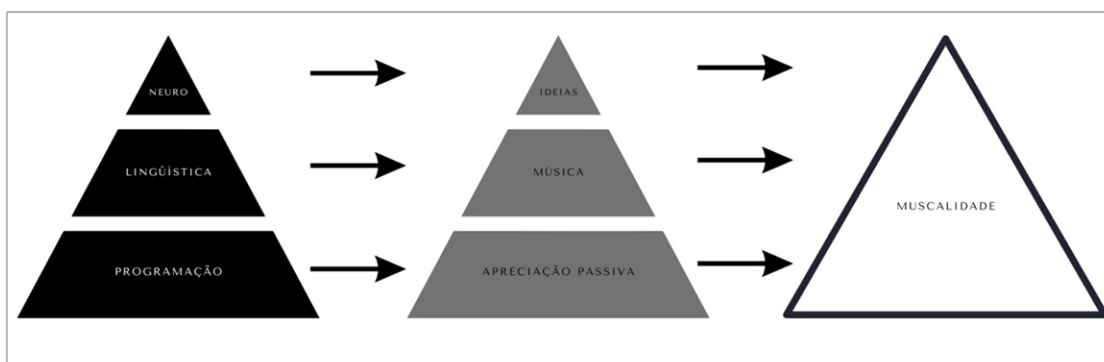 NEURO
IDEIAS
LINGÜÍSTICA
MÚSICA
MUSCALIDADE
PROGRAMAÇÃO
APRECIAÇÃO PASSIVA